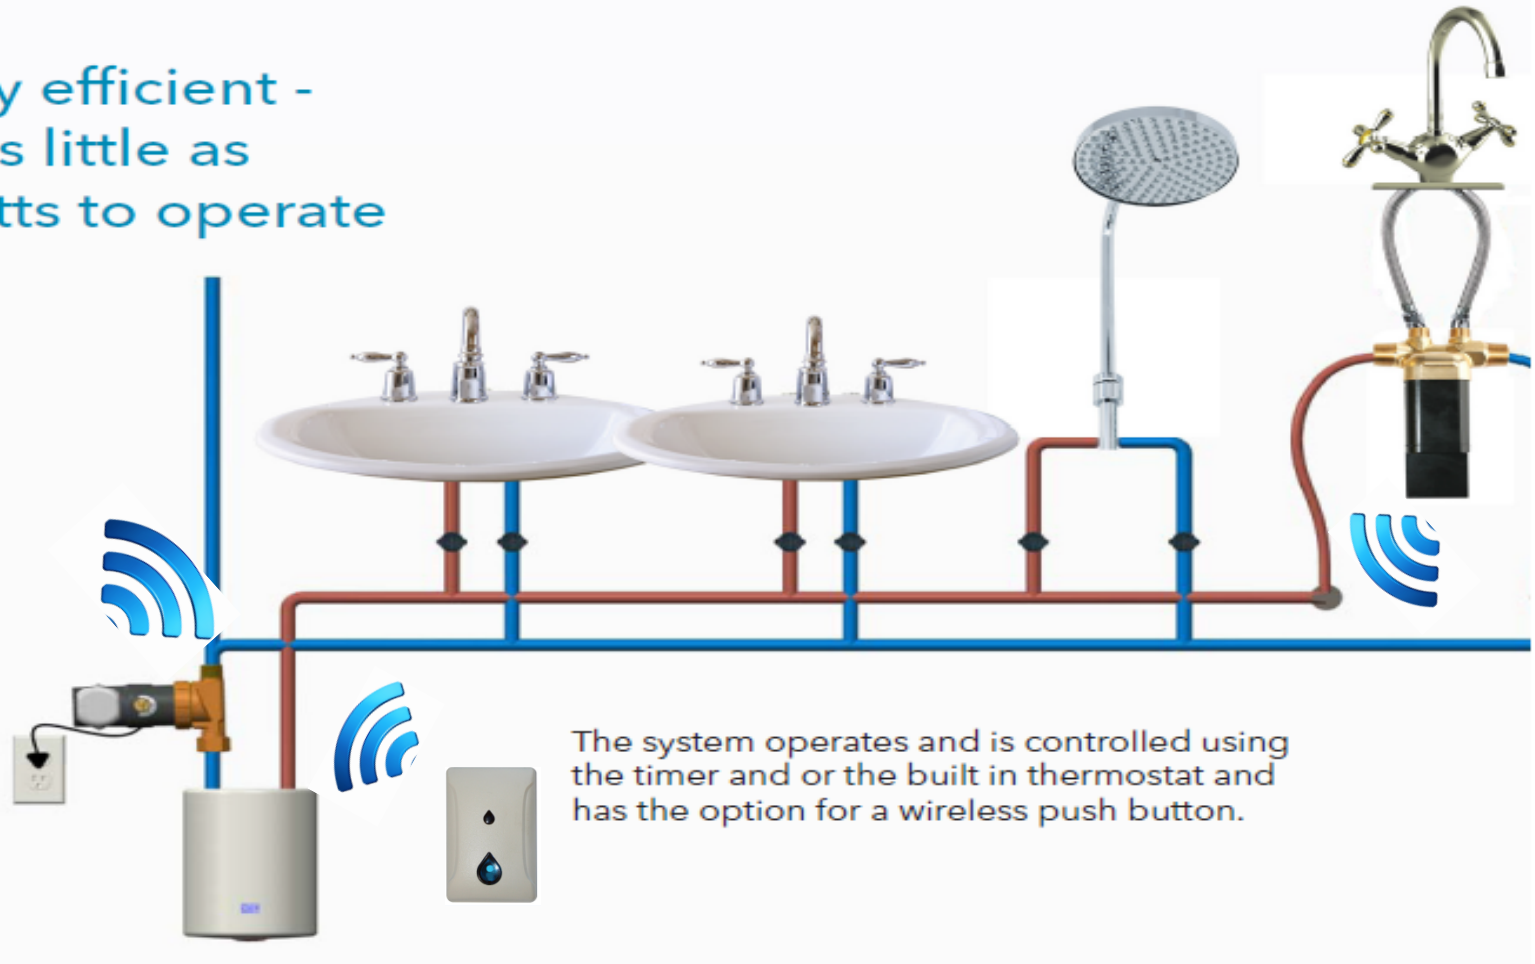 y efficient -
s little as
tts to operate
The system operates and is controlled using
the timer and or the built in thermostat and
has the option for a wireless push button.